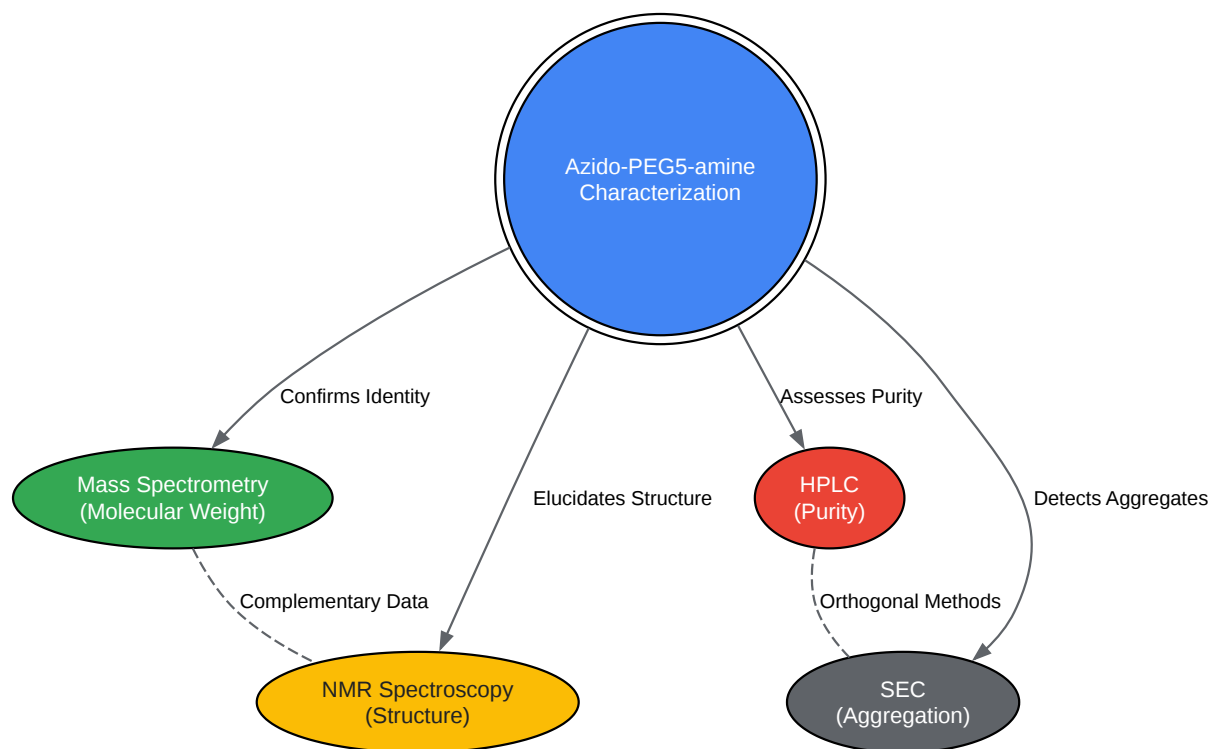 Azido-PEG5-amine
Characterization
Confirms Identity
Assesses Purity
Mass Spectrometry
(Molecular Weight)
Elucidates Structure
HPLC
(Purity)
Detects Aggregates
Complementary Data
Orthogonal Methods
NMR Spectroscopy
(Structure)
SEC
(Aggregation)